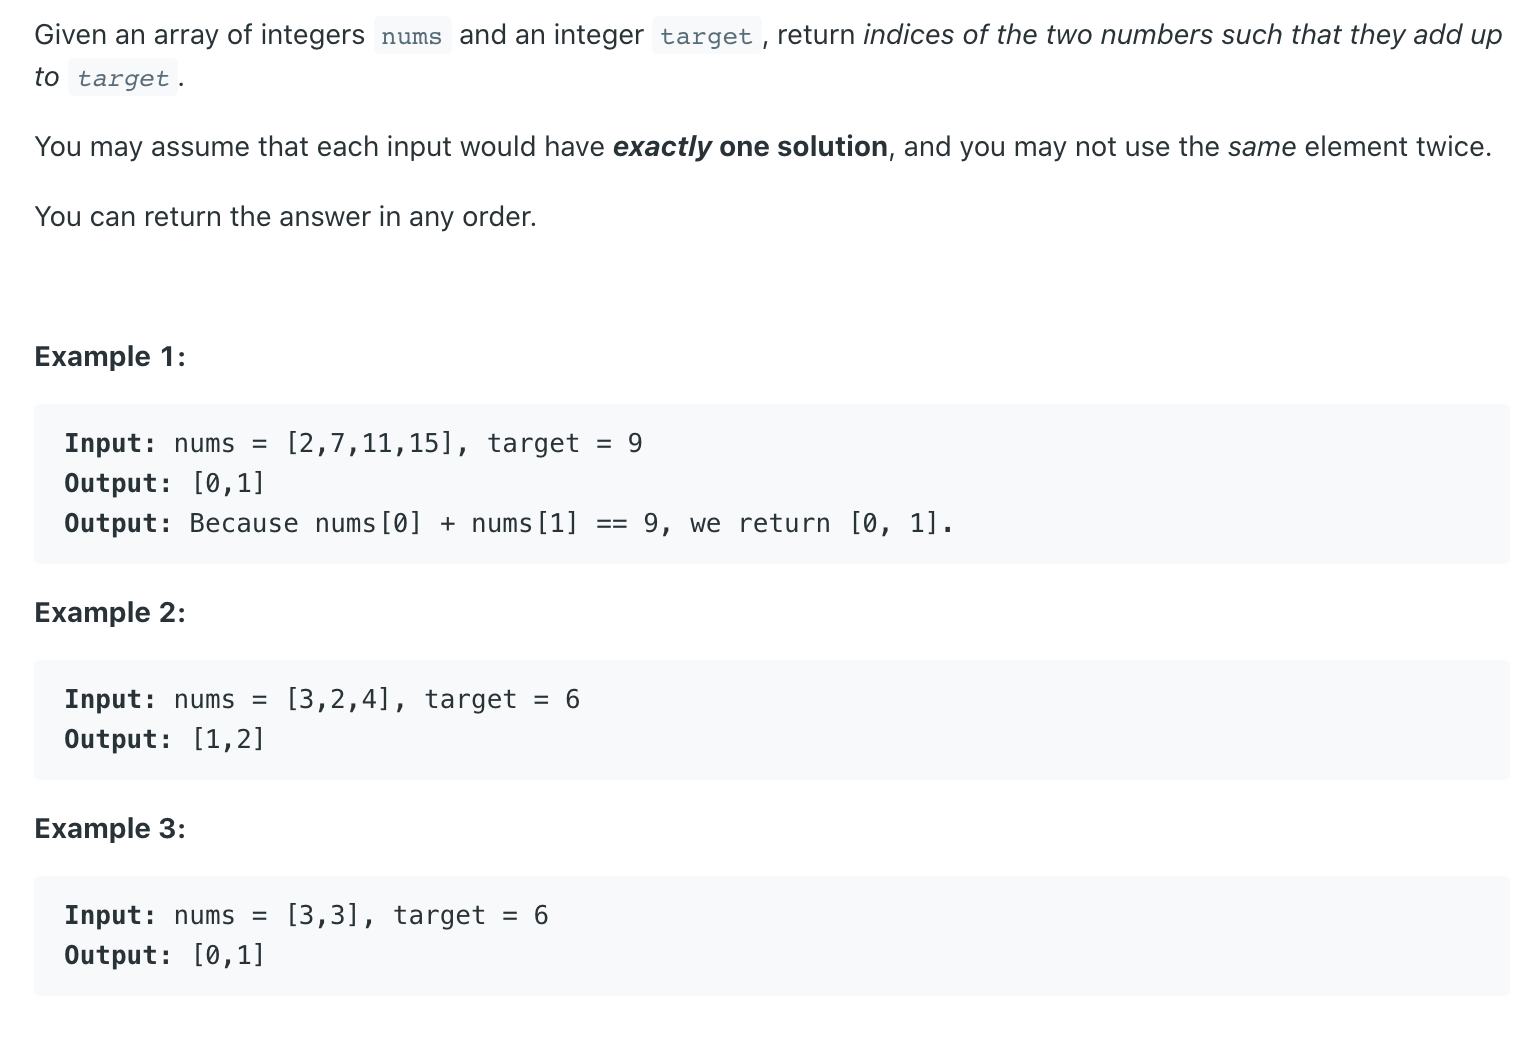 Given an array of integers nums and an integer target , return indices of the two numbers such that they add up
to target .
You may assume that each input would have exactly one solution, and you may not use the same element twice.
You can return the answer in any order.
Example 1:
Input: nums = [2,7,11,15], target = 9
Output: [0,1]
Output: Because nums[0] + nums[1] == 9, we return [0, 1].
Example 2:
Input: nums = [3,2,4], target = 6
Output: [1,2]
Example 3:
Input: nums = [3,3], target = 6
Output: [0,1]